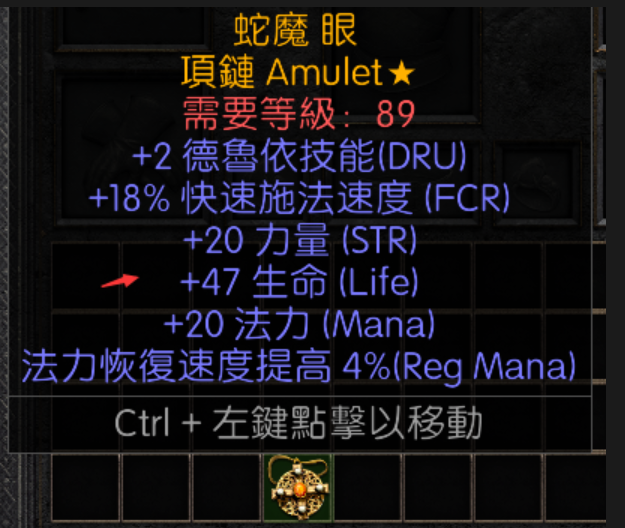 蛇魔 眼
項鏈 Amulet★
需要等級：89
+2 德魯依技能(DRU)
+18% 快速施法速度 (FCR)
+20 力量 (STR)
+47 生命 (Life)
+20 法力 (Mana)
法力恢復速度提高 4%(Reg Mana)
Ctrl + 左鍵點擊以移動